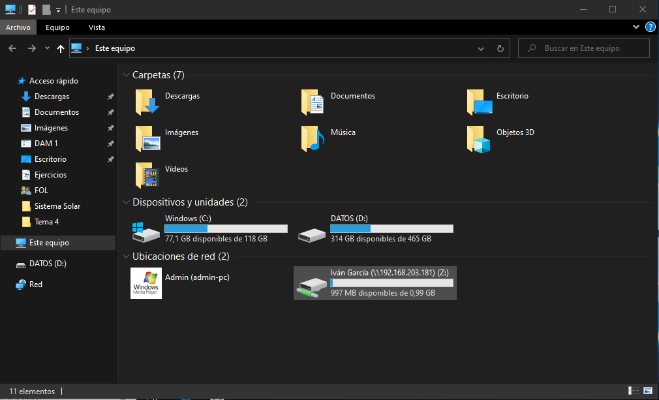 Este equipo
Archivo Equipo Vista
Este equipo
Buscar en Este equipo
Acceso rápido
Descargas
Documentos
Imágenes
DAM 1
Escritorio
Ejercicios
FOL
Sistema Solar
Tema 4
Este equipo
DATOS (D:)
Red
Carpetas (7)
Descargas
Documentos
Escritorio
Imágenes
Música
Objetos 3D
Vídeos
Dispositivos y unidades (2)
Windows (C:)
77,1 GB disponibles de 118 GB
DATOS (D:)
314 GB disponibles de 465 GB
Ubicaciones de red (2)
Windows
Media Player
Admin (admin-pc)
Iván García (\\192.168.203.181) (Z:)
997 MB disponibles de 0,99 GB
11 elementos